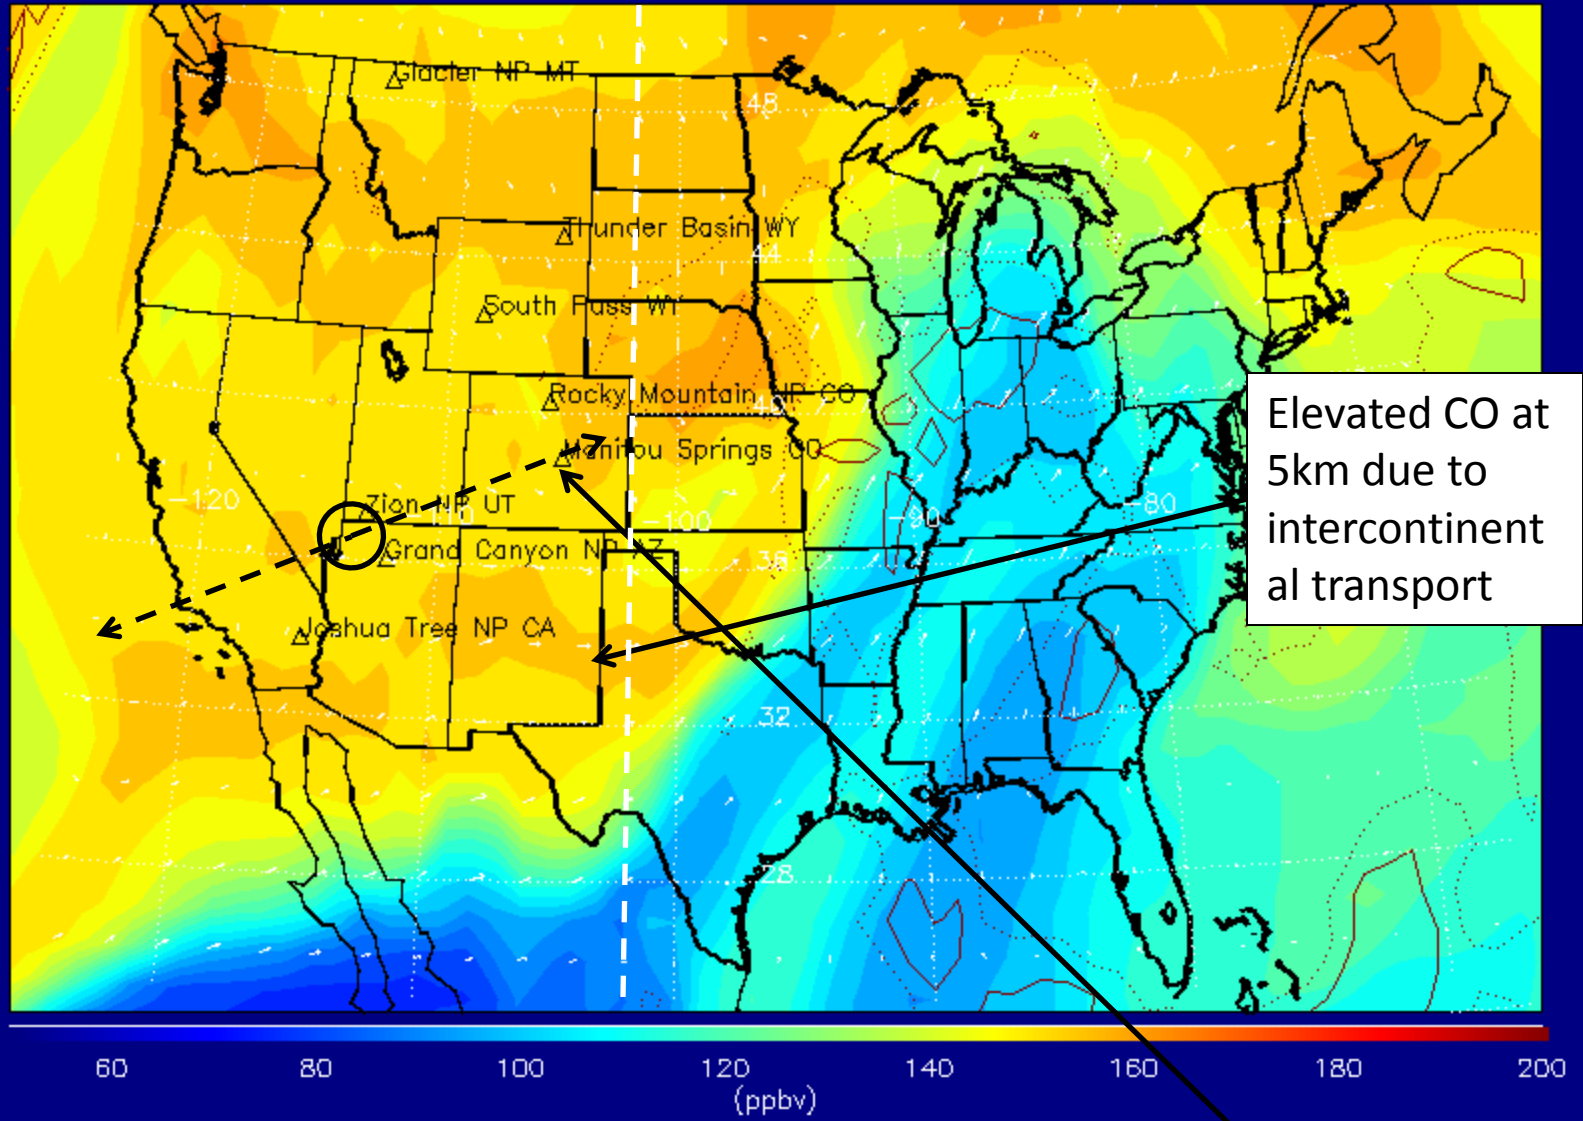 Glacier NP MT
48
Thunder Basin WY
44
South Pass WY
Rocky Mountain NP CO
40
Manitou Springs CO
-120
Zion NP UT
-110
-100
-90
-80
Grand Canyon NP AZ
36
Joshua Tree NP CA
32
28
Elevated CO at
5km due to
intercontinent
al transport
60 80 100 120 140 160 180 200
(ppbv)